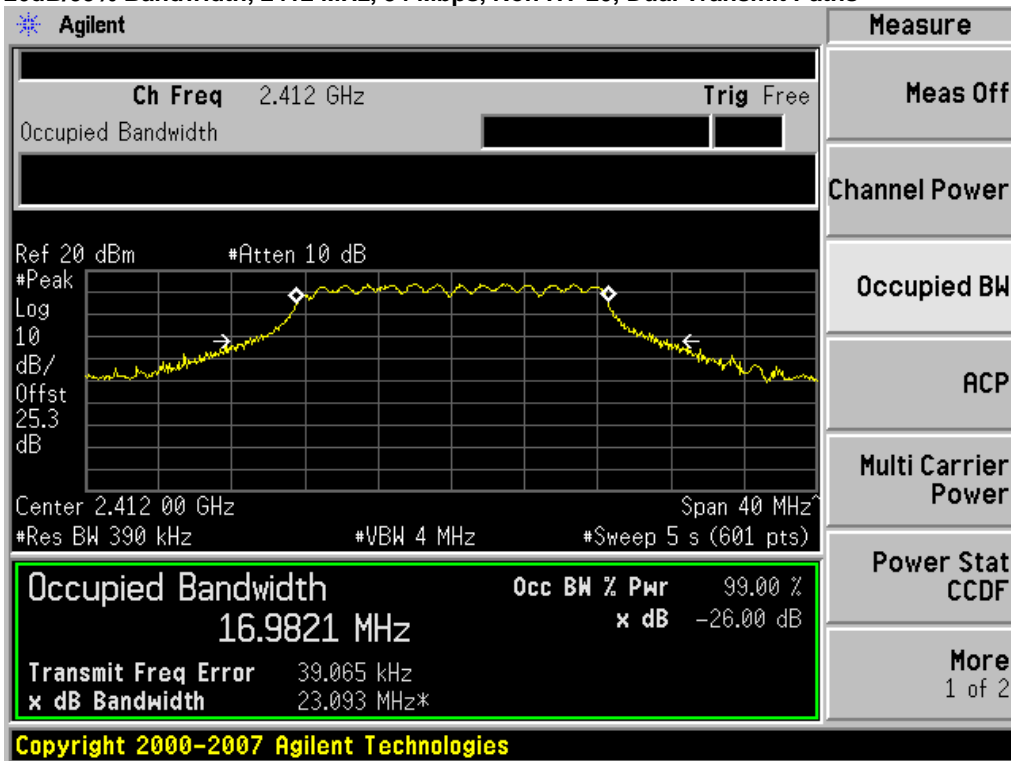 Agilent
Measure
Ch Freq 2.412 GHz Trig Free
Occupied Bandwidth
Meas Off
Channel Power
Occupied BW
ACP
Multi Carrier
Power
Power Stat
CCDF
More
1 of 2
Ref 20 dBm #Atten 10 dB
#Peak
Log
10
dB/
Offst
25.3
dB
Center 2.412 00 GHz Span 40 MHz^
#Res BW 390 kHz #VBW 4 MHz #Sweep 5 s (601 pts)
Occupied Bandwidth
16.9821 MHz
Occ BW % Pwr 99.00 %
x dB -26.00 dB
Transmit Freq Error 39.065 kHz
x dB Bandwidth 23.093 MHz*
Copyright 2000-2007 Agilent Technologies